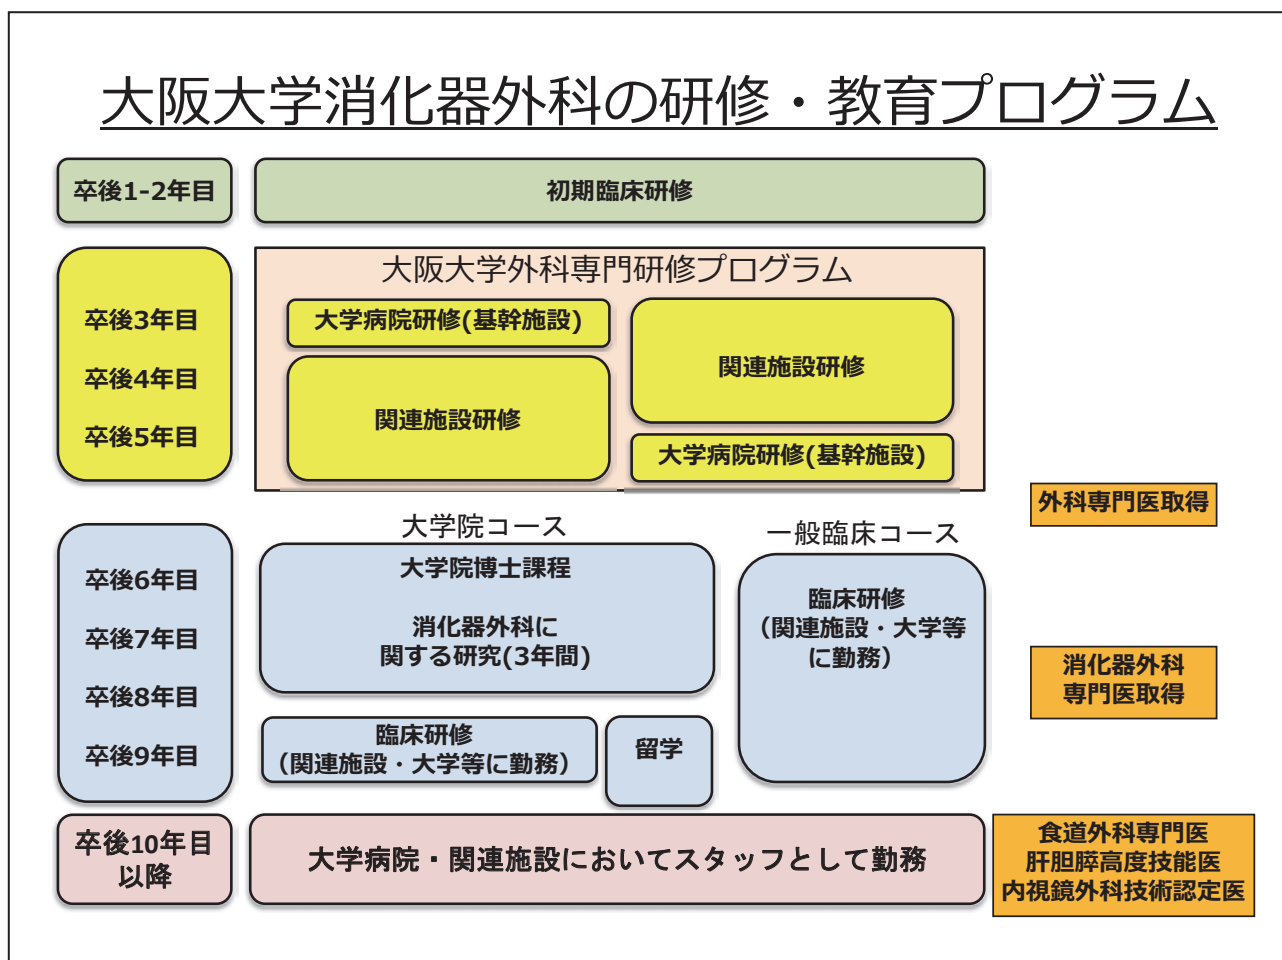 大阪大学消化器外科の研修・教育プログラム
卒後1-2年目
初期臨床研修
卒後3年目
卒後4年目
卒後5年目
大阪大学外科専門研修プログラム
大学病院研修(基幹施設)
関連施設研修
関連施設研修
大学病院研修(基幹施設)
外科専門医取得
卒後6年目
卒後7年目
卒後8年目
卒後9年目
大学院コース
大学院博士課程
消化器外科に
関する研究(3年間)
臨床研修
（関連施設・大学等に勤務）
留学
一般臨床コース
臨床研修
（関連施設・大学等
に勤務）
消化器外科
専門医取得
卒後10年目
以降
大学病院・関連施設においてスタッフとして勤務
食道外科専門医
肝胆膵高度技能医
内視鏡外科技術認定医